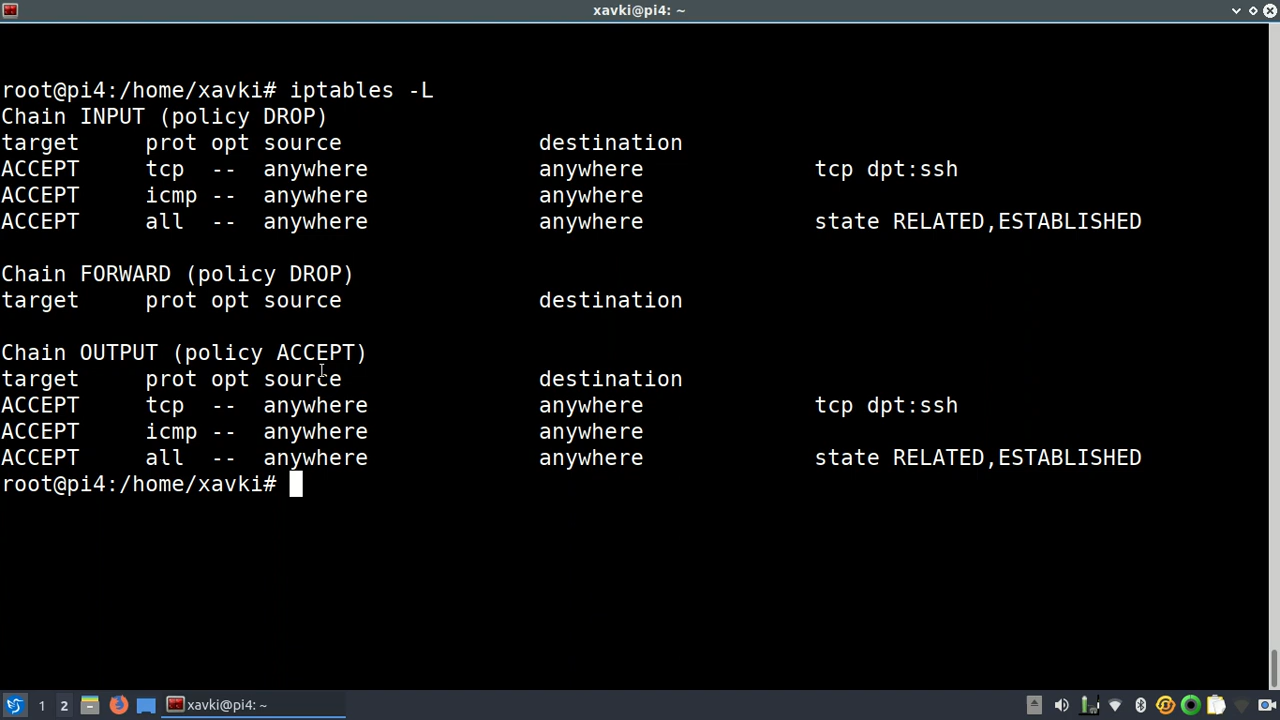 xavki@pi4: ~
root@pi4:/home/xavki# iptables -L
Chain INPUT (policy DROP)
target     prot opt source               destination
ACCEPT     tcp  --  anywhere             anywhere             tcp dpt:ssh
ACCEPT     icmp --  anywhere             anywhere
ACCEPT     all  --  anywhere             anywhere             state RELATED,ESTABLISHED
Chain FORWARD (policy DROP)
target     prot opt source               destination
Chain OUTPUT (policy ACCEPT)
target     prot opt source               destination
ACCEPT     tcp  --  anywhere             anywhere             tcp dpt:ssh
ACCEPT     icmp --  anywhere             anywhere
ACCEPT     all  --  anywhere             anywhere             state RELATED,ESTABLISHED
root@pi4:/home/xavki#
1 2 xavki@pi4: ~